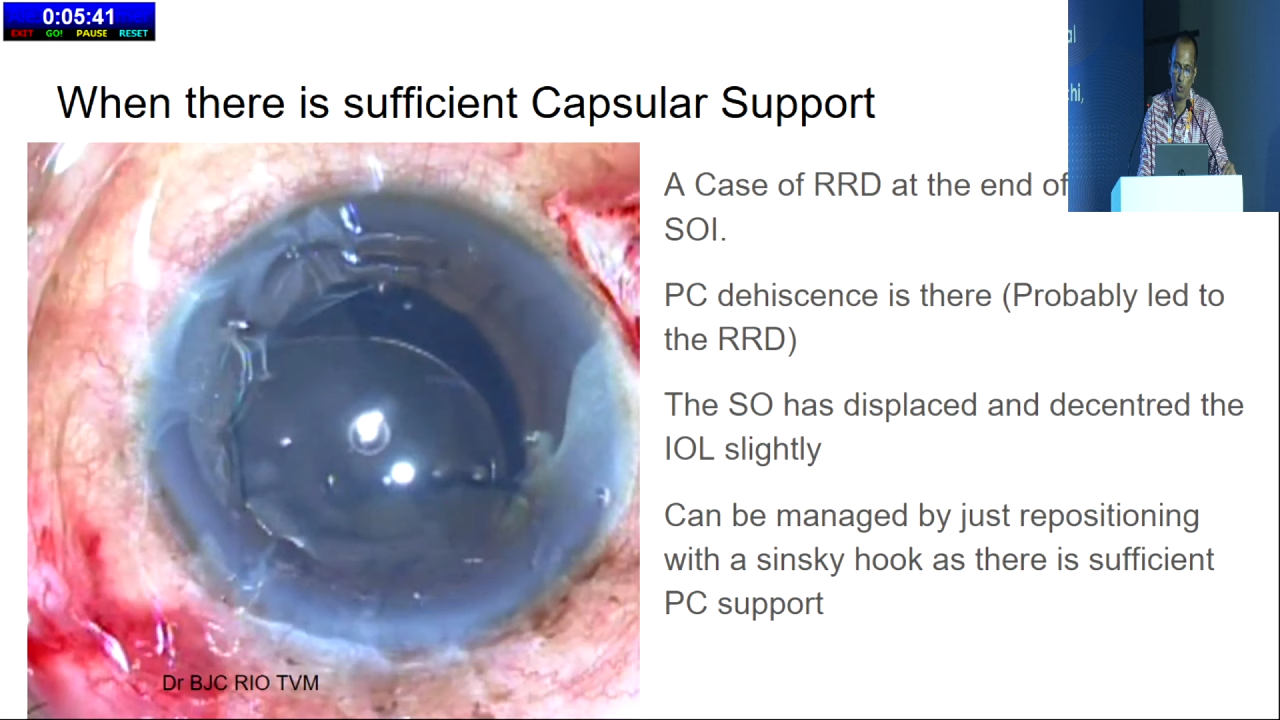 0:05:41
EXIT GO! PAUSE RESET
When there is sufficient Capsular Support
al
hi,
A Case of RRD at the end of
SOI.
PC dehiscence is there (Probably led to
the RRD)
The SO has displaced and decentred the
IOL slightly
Can be managed by just repositioning
with a sinsky hook as there is sufficient
PC support
Dr BJC RIO TVM